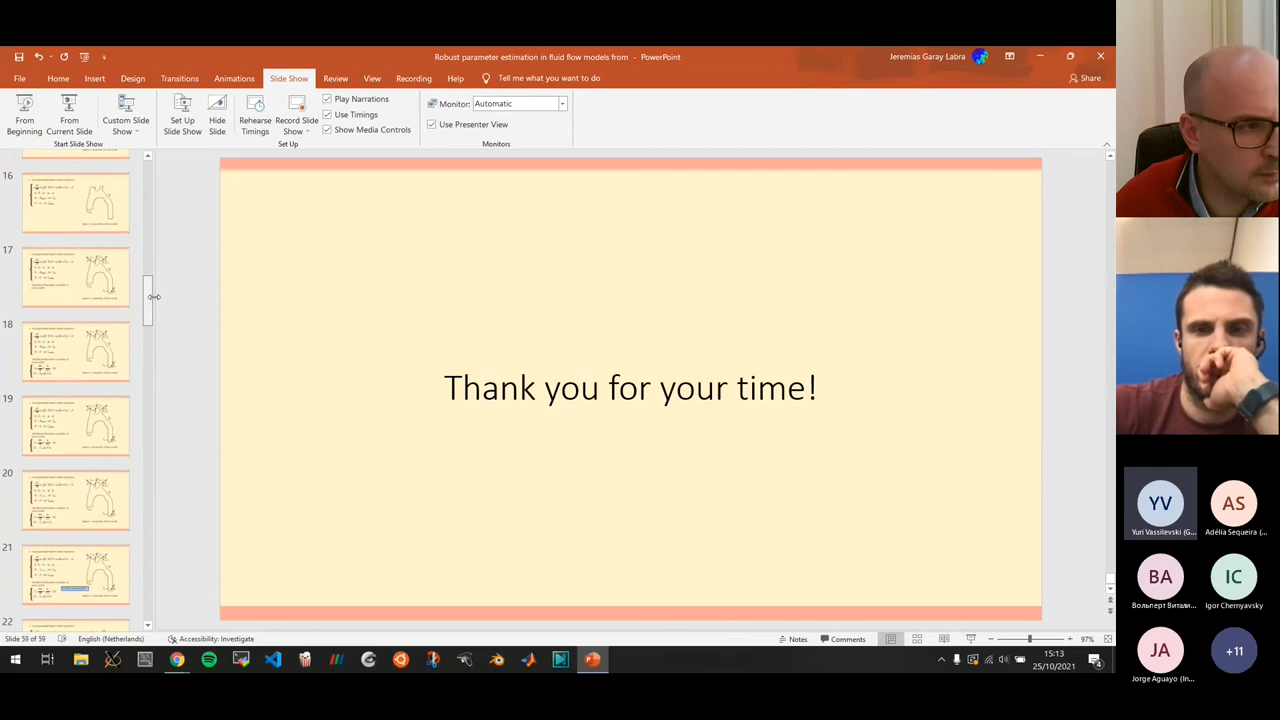 Robust parameter estimation in fluid flow models from - PowerPoint
Jeremias Garay Labra
File Home Insert Design Transitions Animations Slide Show Review View Recording Help Tell me what you want to do
Share
From Beginning
From Current Slide
Custom Slide Show
Set Up Slide Show
Hide Slide
Rehearse Timings
Record Slide Show
Play Narrations
Use Timings
Show Media Controls
Monitor: Automatic
Use Presenter View
Start Slide Show
Set Up
Monitors
16
17
18
19
20
21
22
Thank you for your time!
YV
Yuri Vassilevski (G...
AS
Adélia Sequeira (...
BA
Вольперт Витали...
IC
Igor Chernyavsky
JA
Jorge Aguayo (In...
+11
Slide 59 of 59
English (Netherlands)
Accessibility: Investigate
Notes
Comments
97%
15:13
25/10/2021
4